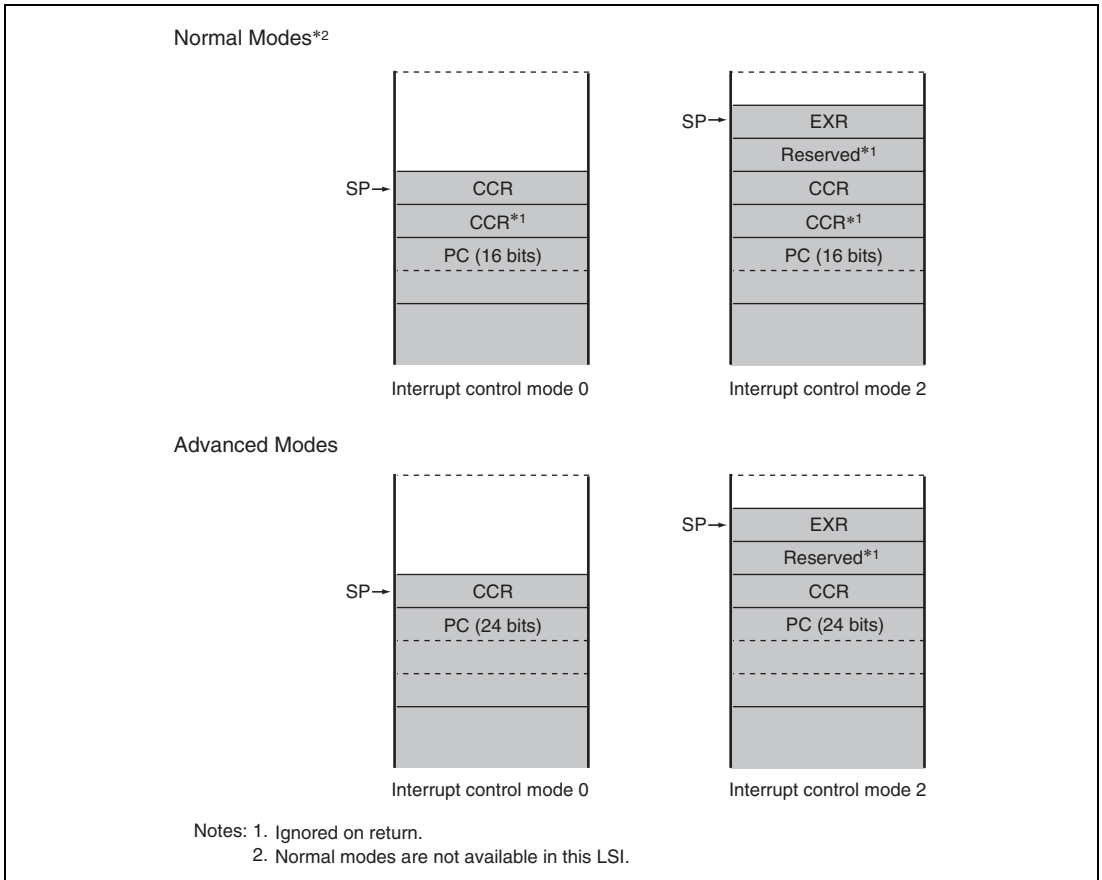 Normal Modes*2
SP→ CCR
CCR*1
PC (16 bits)
Interrupt control mode 0
SP→ EXR
Reserved*1
CCR
CCR*1
PC (16 bits)
Interrupt control mode 2
Advanced Modes
SP→ CCR
PC (24 bits)
Interrupt control mode 0
SP→ EXR
Reserved*1
CCR
PC (24 bits)
Interrupt control mode 2
Notes: 1. Ignored on return.
2. Normal modes are not available in this LSI.